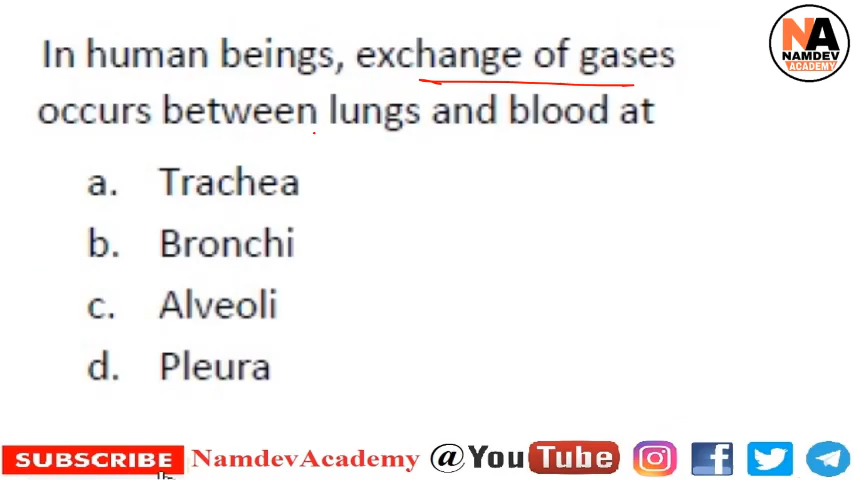 NA
NAMDEV
ACADEMY
In human beings, exchange of gases
occurs between lungs and blood at
a. Trachea
b. Bronchi
c. Alveoli
d. Pleura
SUBSCRIBE NamdevAcademy @YouTube